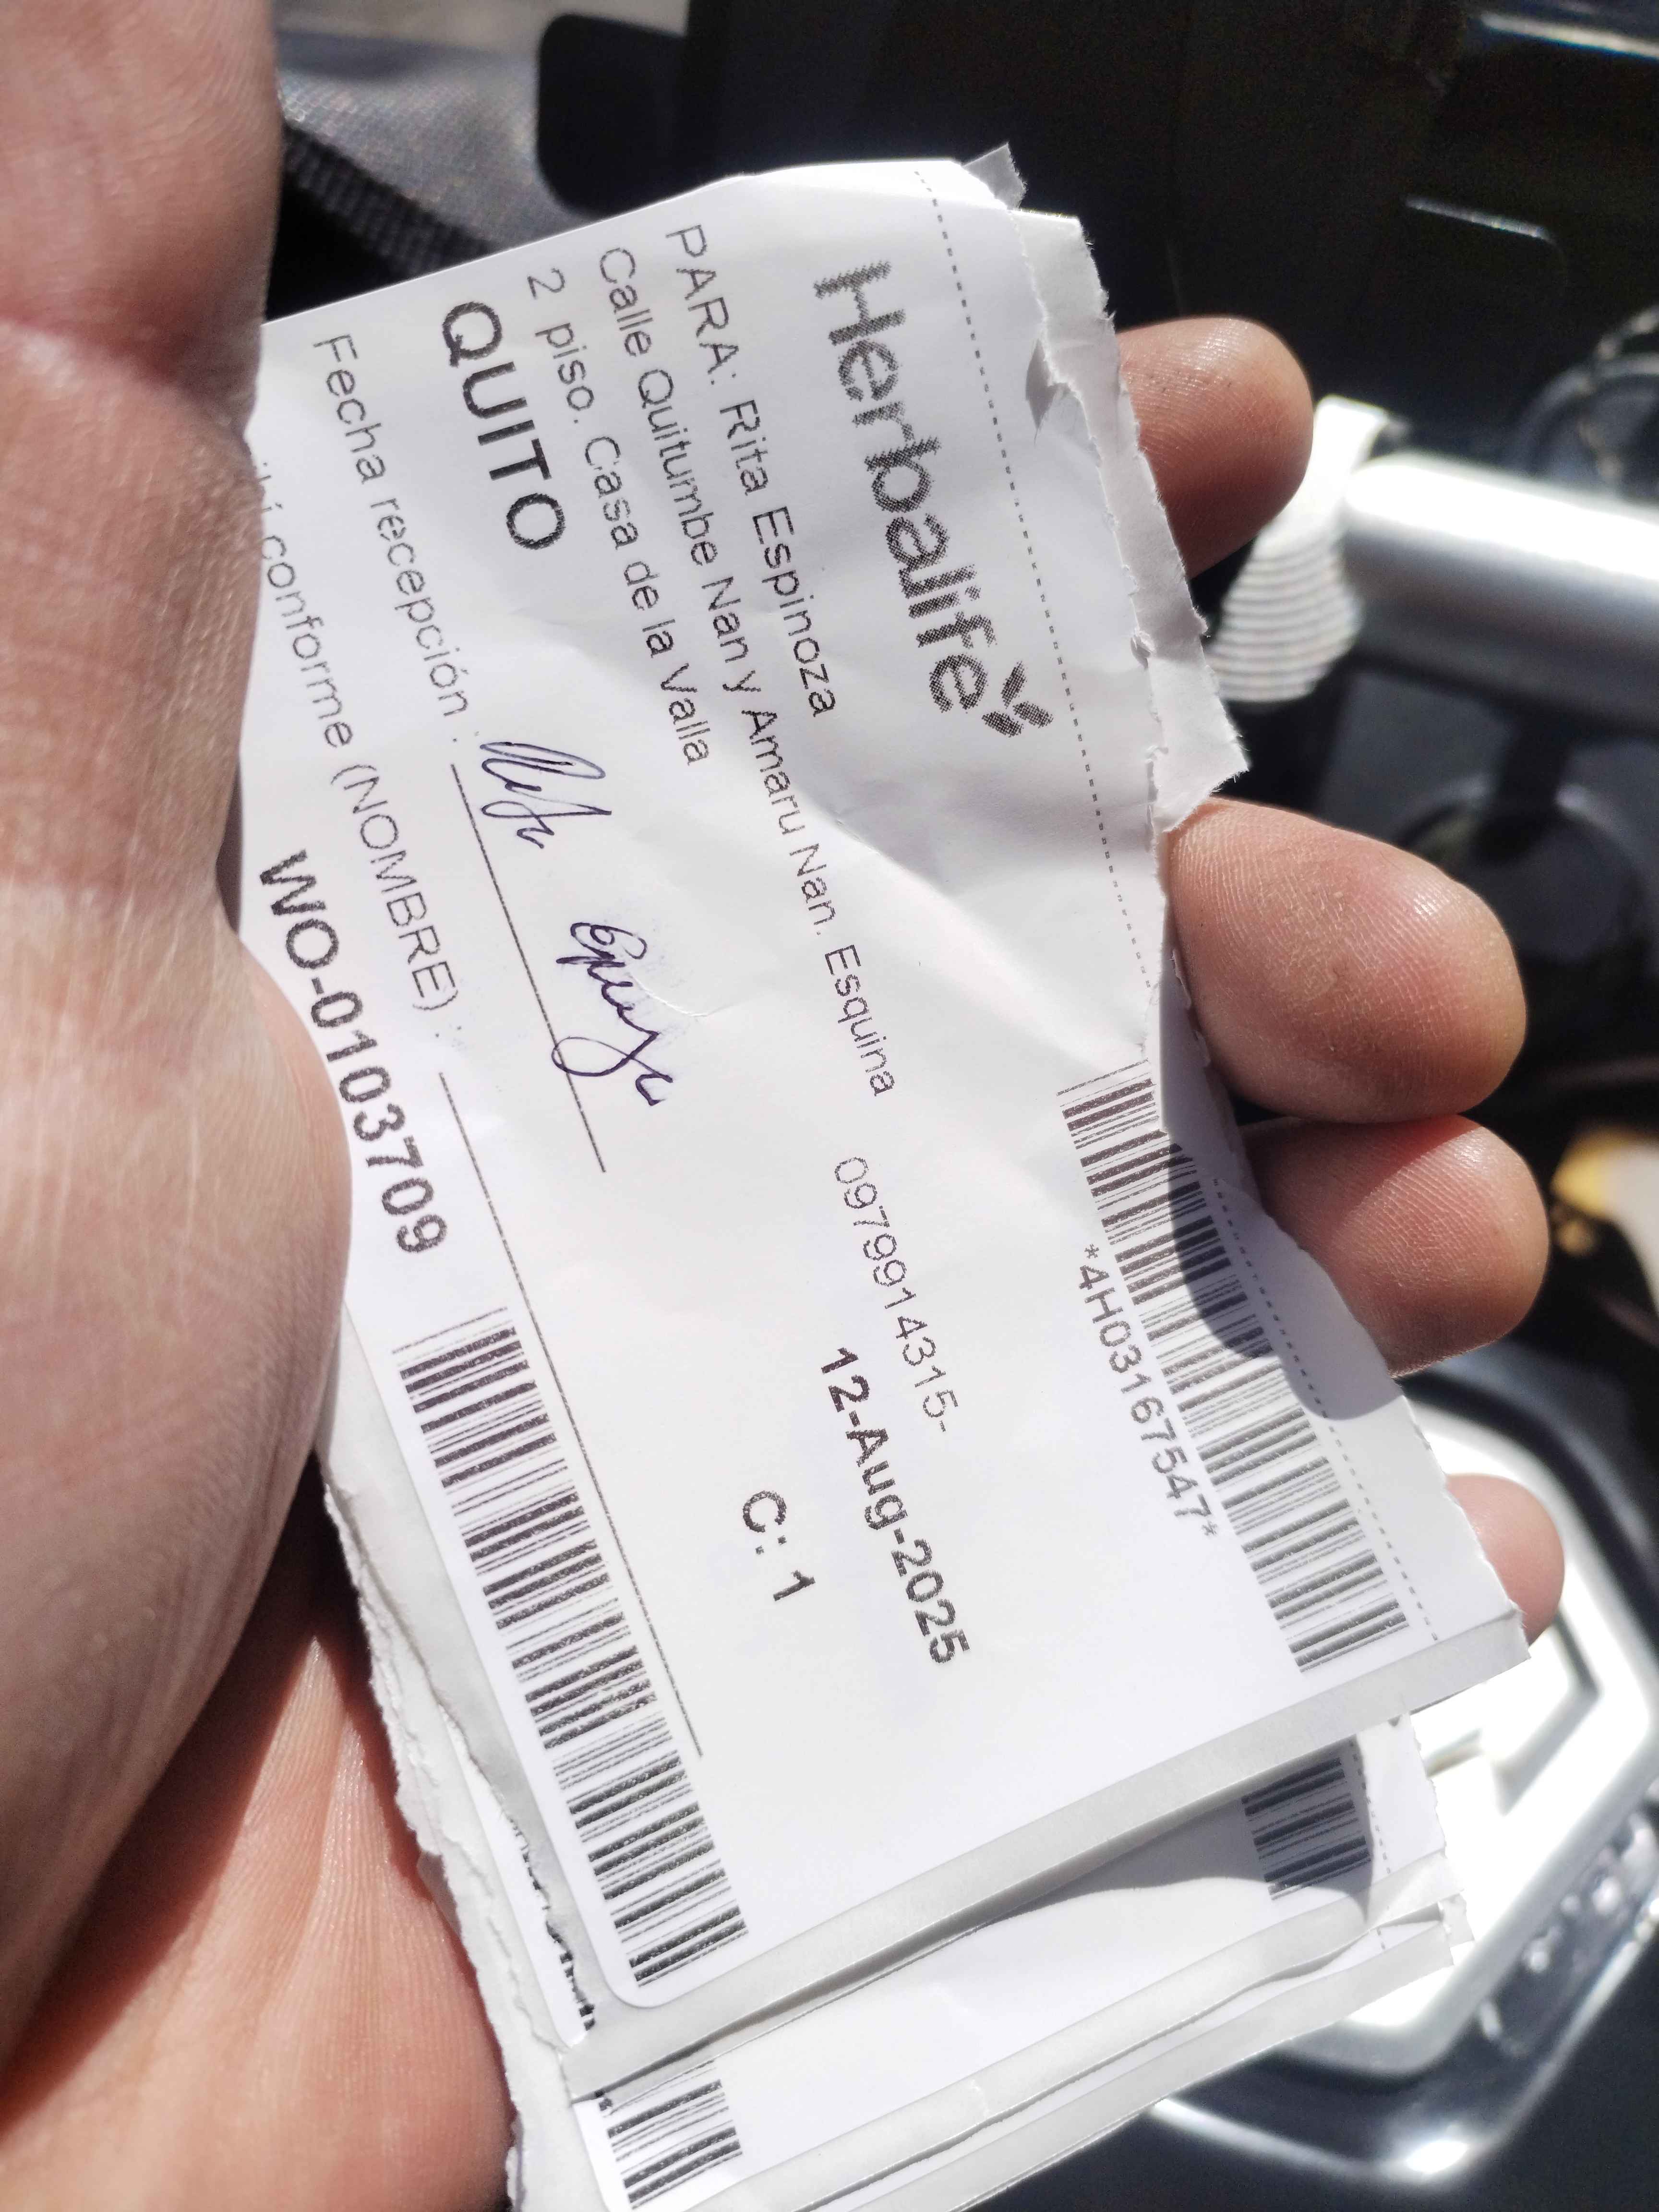 Herbalife
*4H03167547*
PARA: Rita Espinoza
Calle Quitumbe Nan y Amaru Nan. Esquina 0979914315-
2 piso. Casa de la Valla
12-Aug-2025
QUITO
C: 1
Fecha recepción :
conforme (NOMBRE) :
WO-0103709